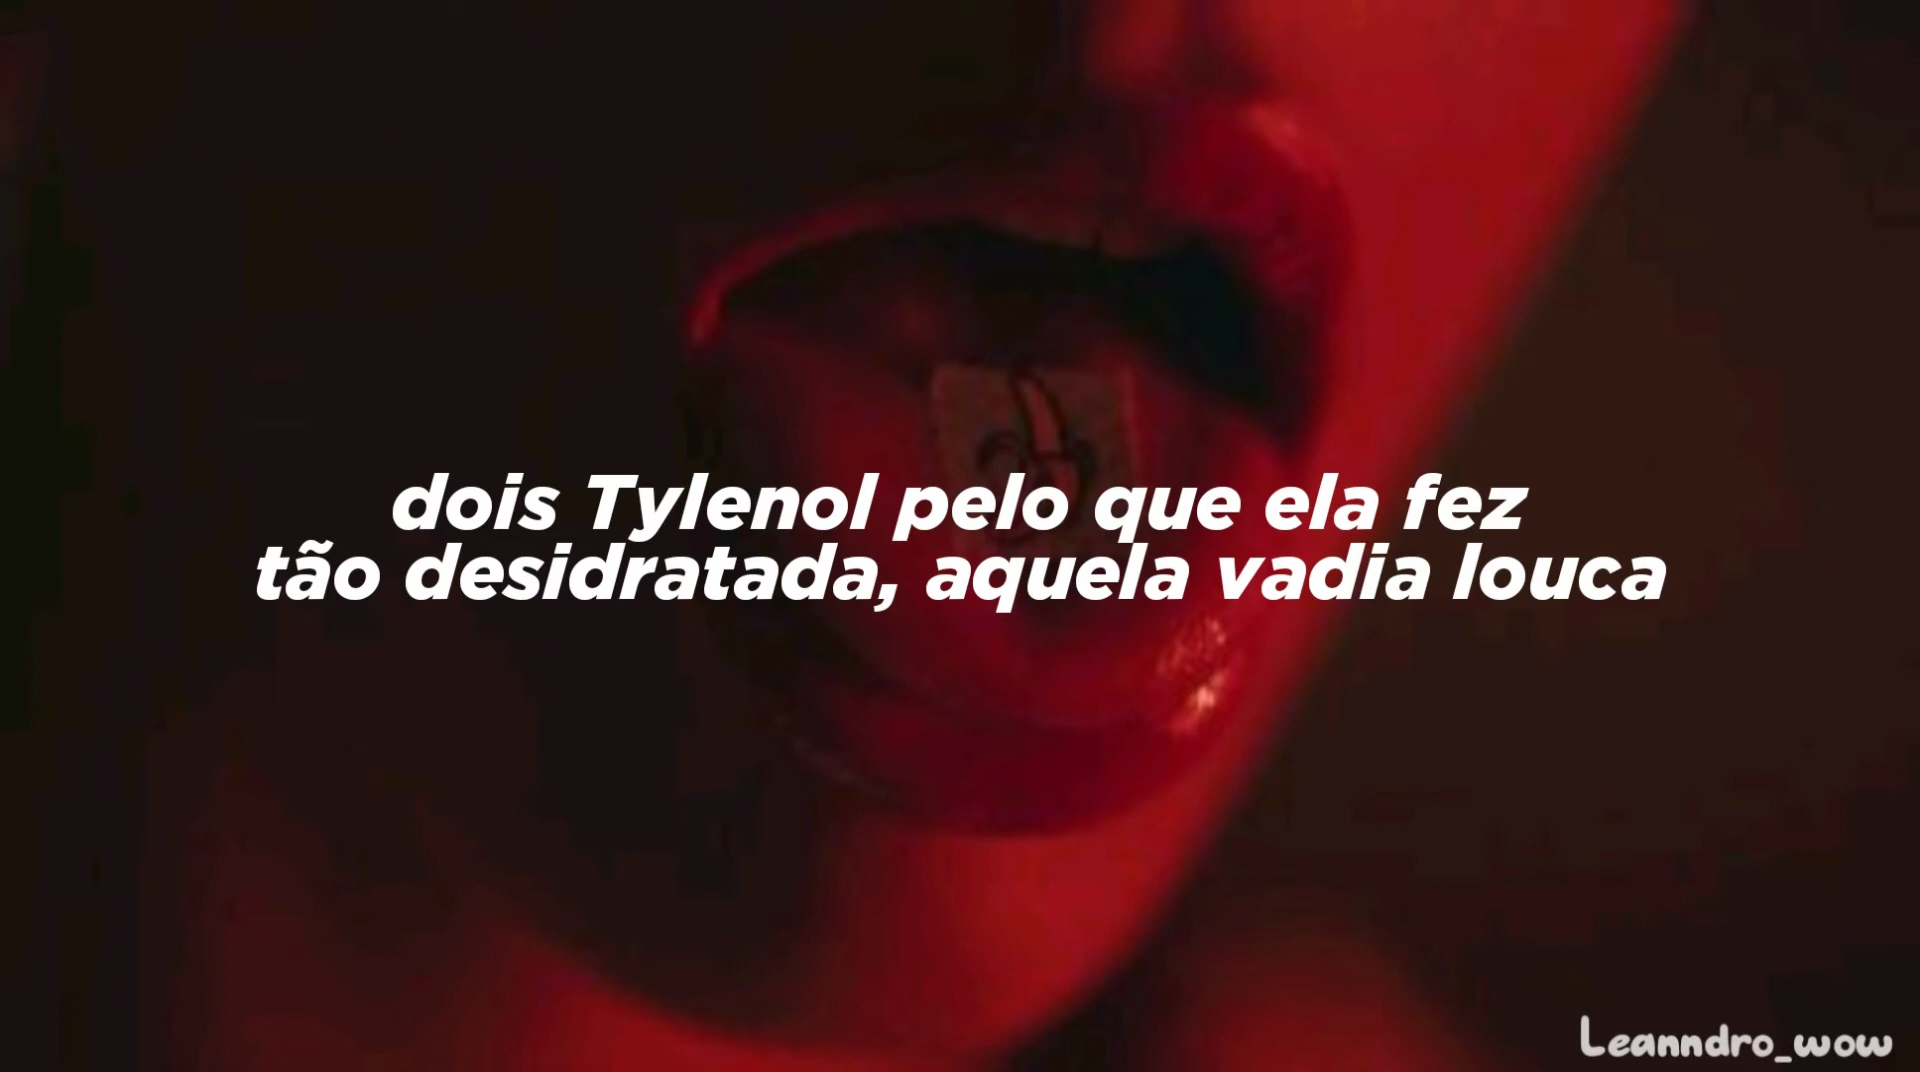 dois Tylenol pelo que ela fez
tão desidratada, aquela vadia louca
Leanndro_wow